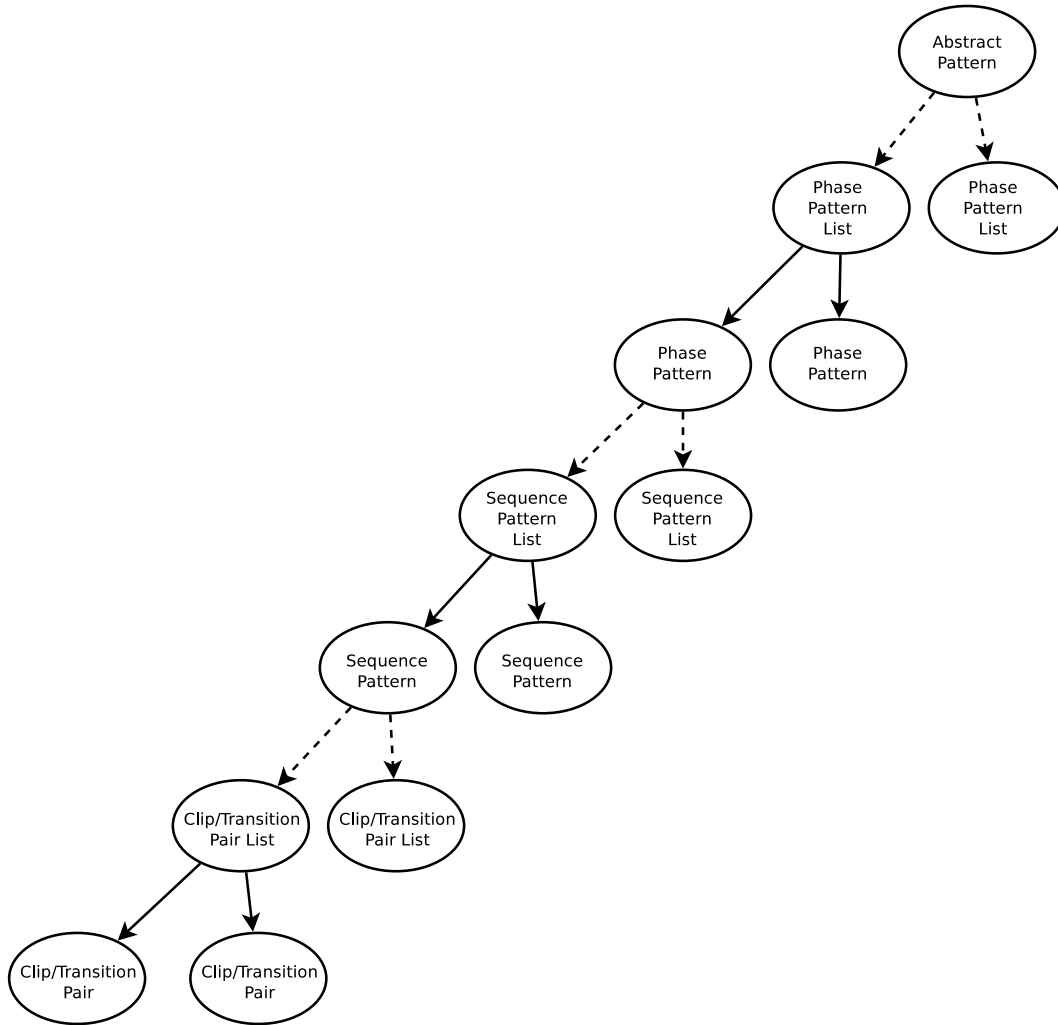 Abstract
Pattern
Phase
Pattern
List
Phase
Pattern
List
Phase
Pattern
Phase
Pattern
Sequence
Pattern
List
Sequence
Pattern
List
Sequence
Pattern
Sequence
Pattern
Clip/Transition
Pair List
Clip/Transition
Pair List
Clip/Transition
Pair
Clip/Transition
Pair